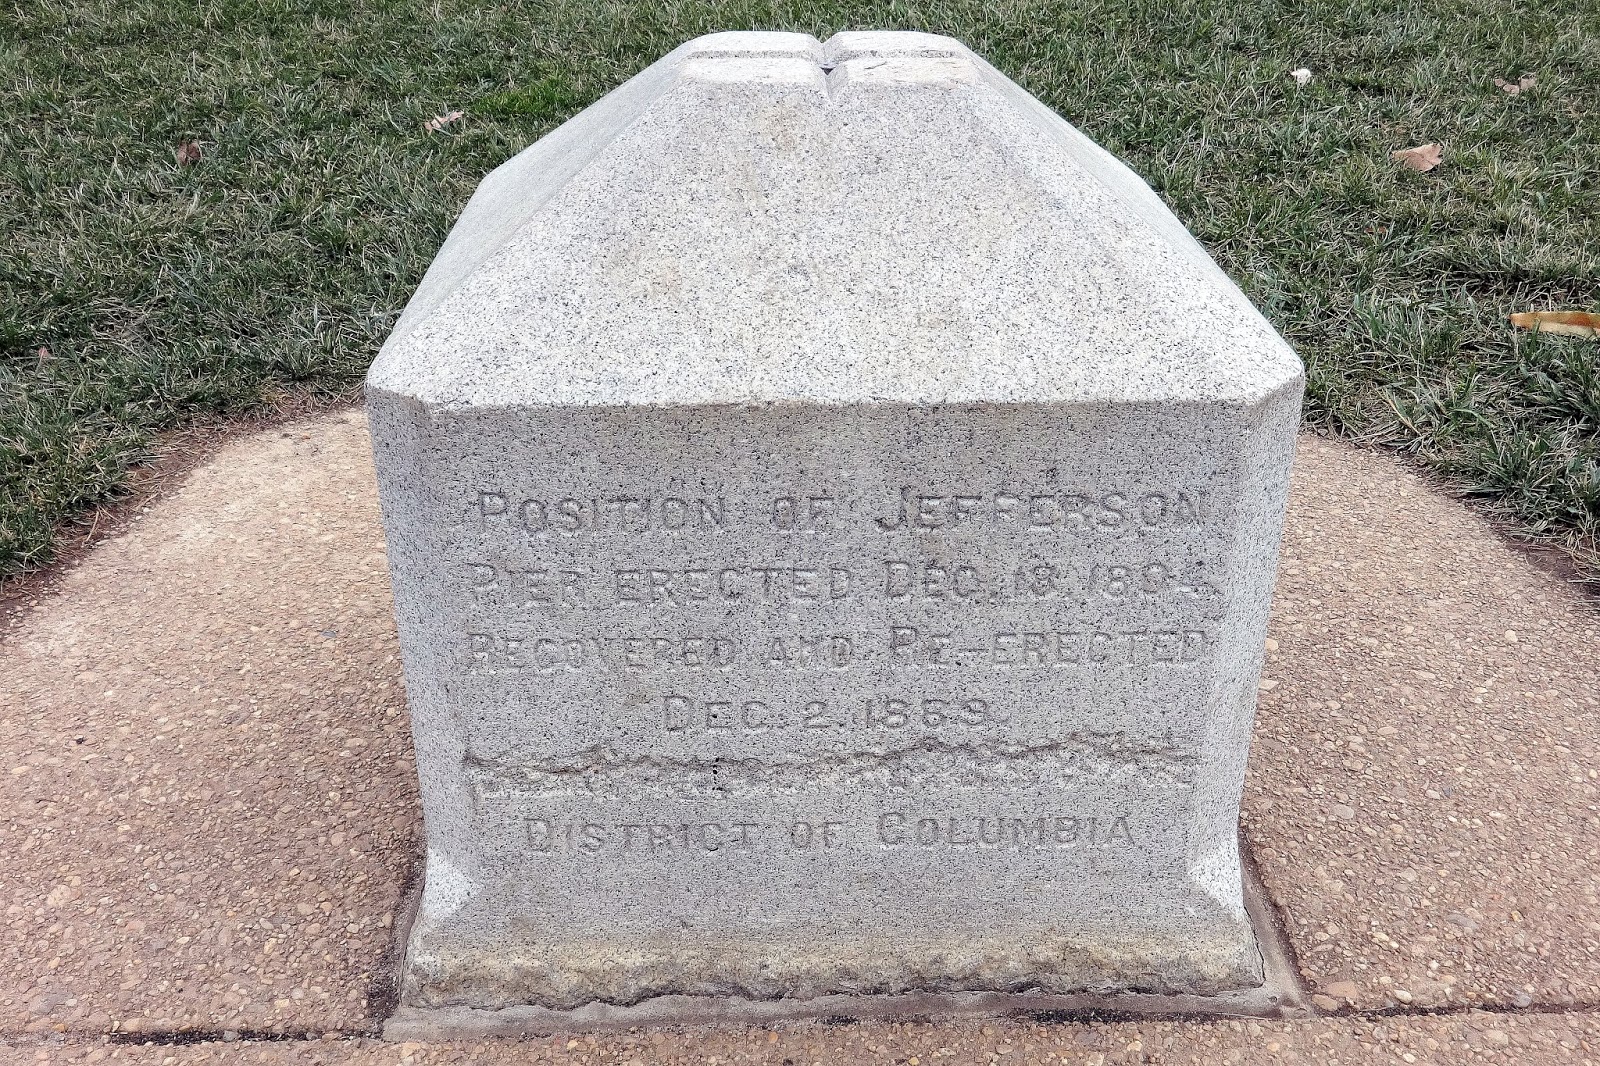 POSITION OF JEFFERSON
PIER ERECTED DEC. 18. 1804.
RECOVERED AND RE-ERECTED
DEC. 2. 1889.
DISTRICT OF COLUMBIA